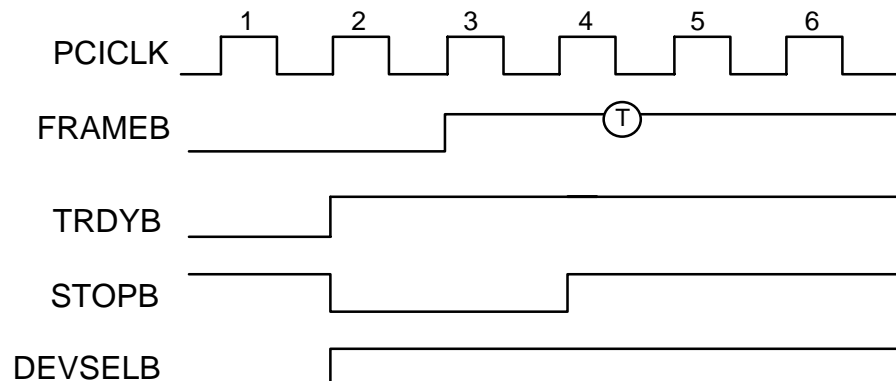 1 2 3 4 5 6
PCICLK
FRAMEB
T
TRDYB
STOPB
DEVSELB